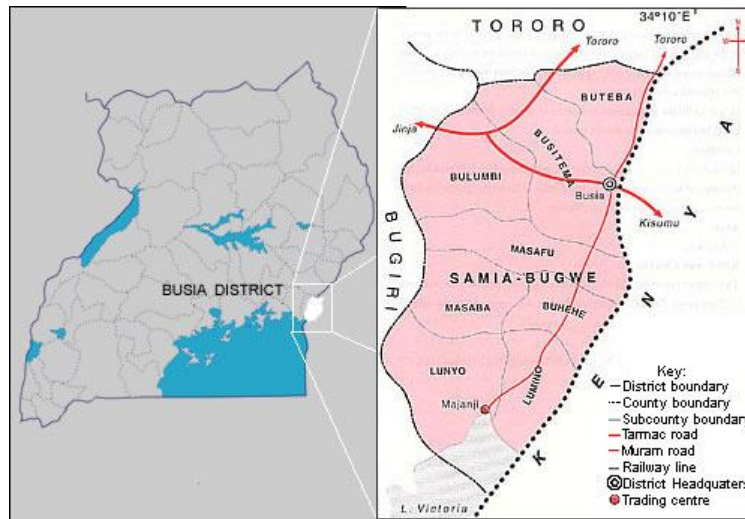 BUSIA DISTRICT
TORORO
34°10'E
Tororo
Tororo
N
BUTEBA
Jinja
BUSITEMA
BULUMBI
Busia
Kisumu
BUGIRI
MASAFU
SAMIA-BUGWE
MASABA
BUHEHE
LUNYO
LUMINO
Majanji
L. Victoria
KENYA
Key:
District boundary
County boundary
Subcounty boundary
Tarmac road
Muram road
Railway line
District Headquaters
Trading centre